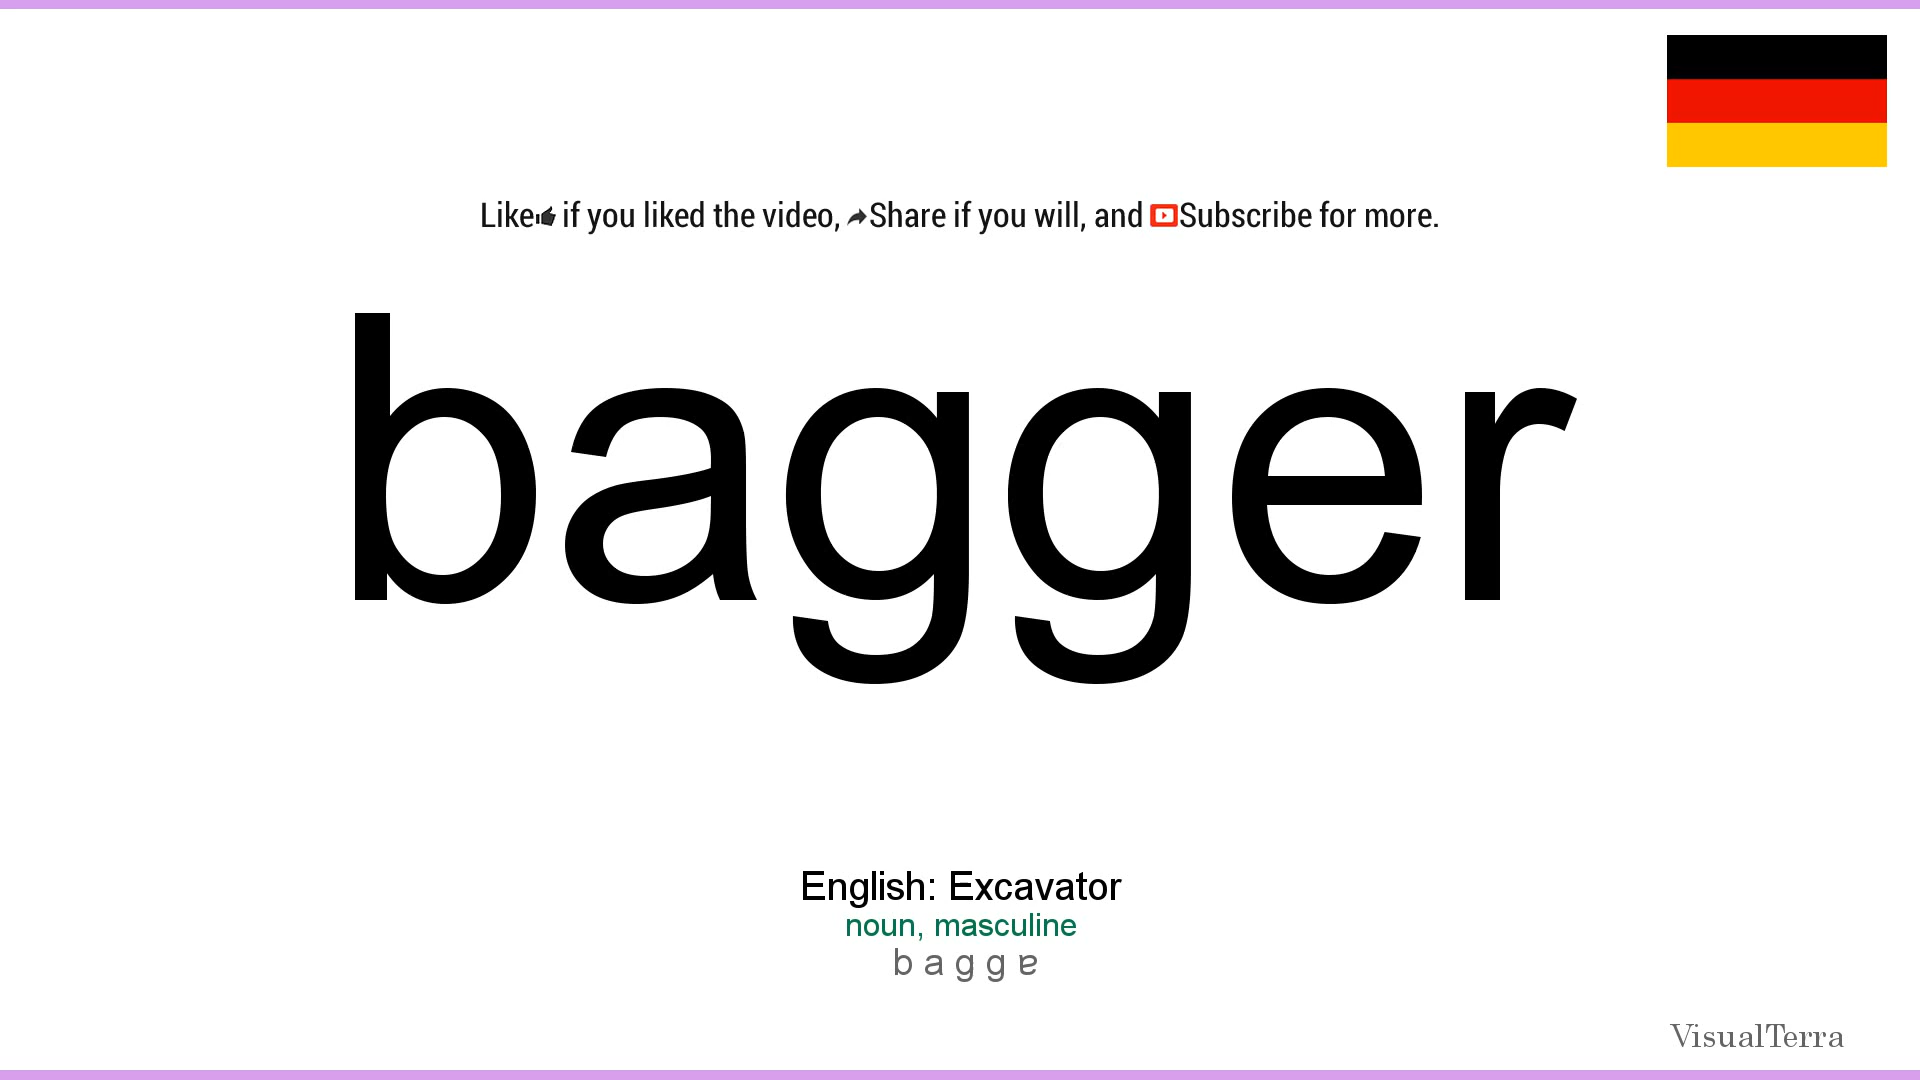 Like if you liked the video, Share if you will, and Subscribe for more.
bagger
English: Excavator
noun, masculine
b a g g ɐ
VisualTerra